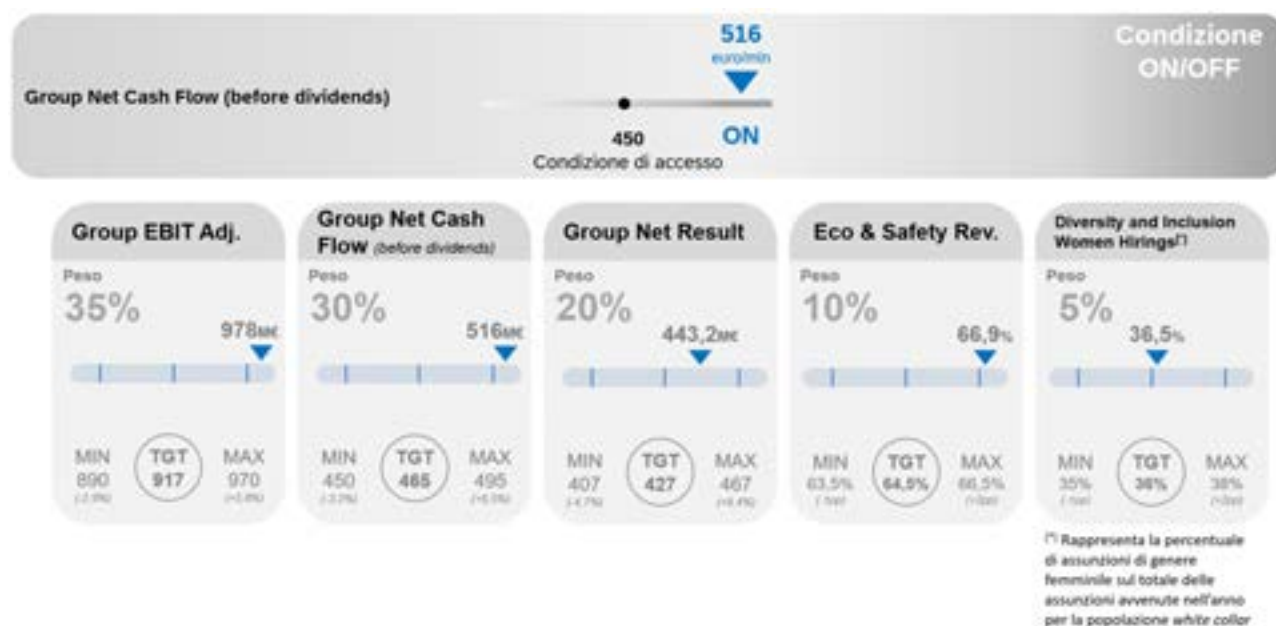 516
euro/mln
Condizione
ON/OFF
Group Net Cash Flow (before dividends)
450
ON
Condizione di accesso
Group EBIT Adj.
Peso
35%
978M€
MIN
890
TGT
917
MAX
970
Group Net Cash
Flow (before dividends)
Peso
30%
516M€
MIN
450
TGT
465
MAX
495
Group Net Result
Peso
20%
443,2M€
MIN
407
TGT
427
MAX
467
Eco & Safety Rev.
Peso
10%
66,9%
MIN
63,5%
TGT
64,5%
MAX
66,5%
Diversity and Inclusion
Women Hirings(*)
Peso
5%
36,5%
MIN
35%
TGT
36%
MAX
38%
(*) Rappresenta la percentuale
di assunzioni di genere
femminile sul totale delle
assunzioni avvenute nell'anno
per la popolazione white collar